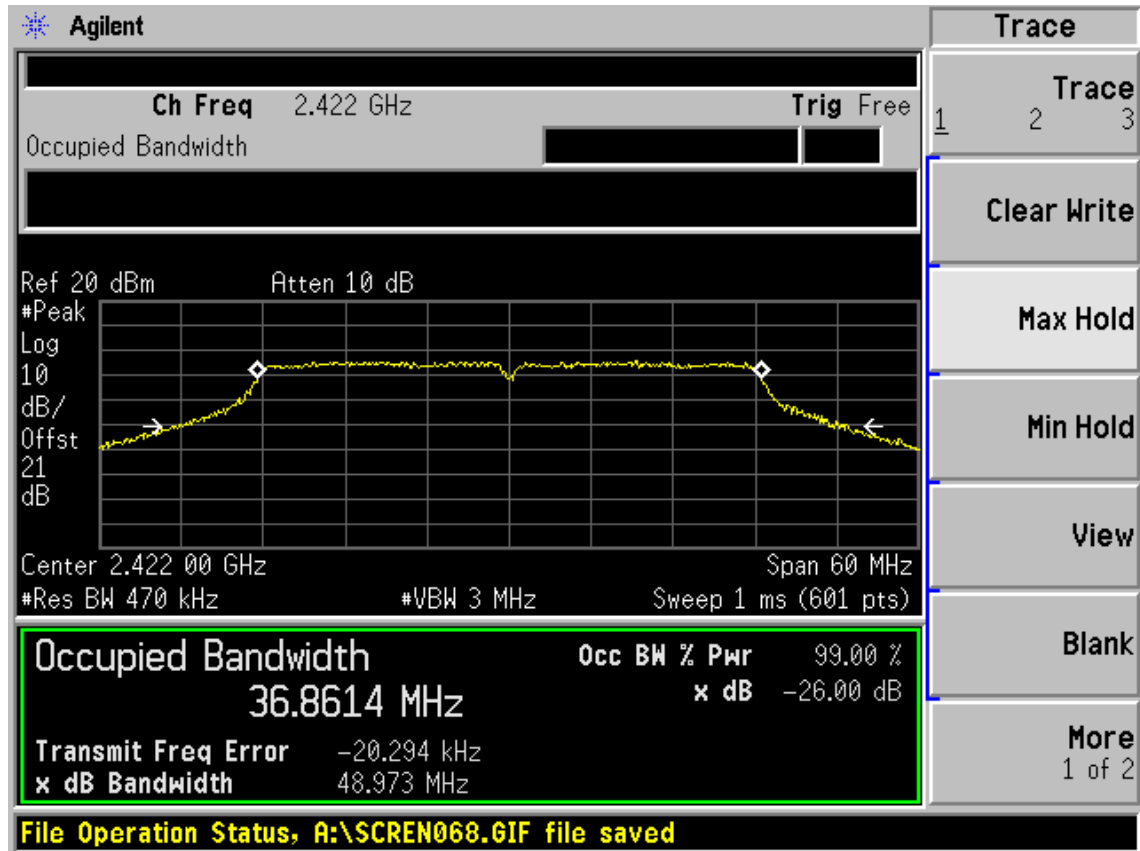 Agilent
Trace
Ch Freq 2.422 GHz Trig Free
Occupied Bandwidth
Trace
1 2 3
Clear Write
Ref 20 dBm Atten 10 dB
#Peak
Log
10
dB/
Offst
21
dB
Max Hold
Min Hold
View
Center 2.422 00 GHz Span 60 MHz
#Res BW 470 kHz #VBW 3 MHz Sweep 1 ms (601 pts)
Occupied Bandwidth
36.8614 MHz
Occ BW % Pwr 99.00 %
x dB -26.00 dB
Transmit Freq Error -20.294 kHz
x dB Bandwidth 48.973 MHz
Blank
More
1 of 2
File Operation Status, A:\SCREN068.GIF file saved